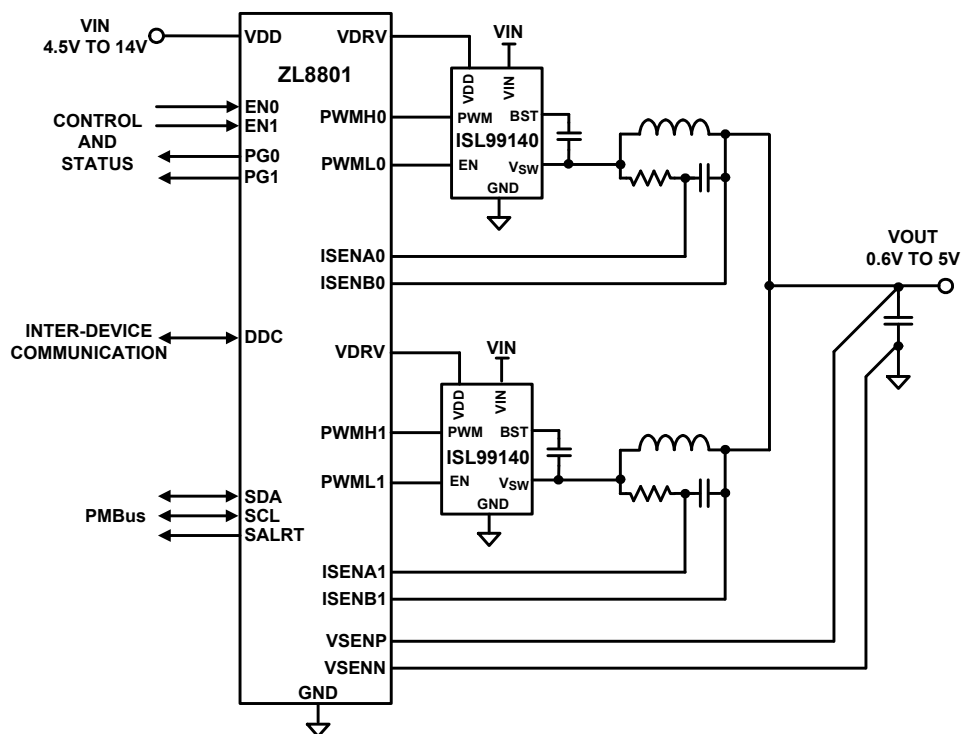 VIN
4.5V TO 14V
VDD
VDRV
ZL8801
VIN
VDD
VIN
PWM
BST
ISL99140
EN
VSW
GND
CONTROL
AND
STATUS
EN0
EN1
PG0
PG1
PWMH0
PWML0
ISENA0
ISENB0
VOUT
0.6V TO 5V
INTER-DEVICE
COMMUNICATION
DDC
VDRV
VIN
VDD
VIN
PWM
BST
ISL99140
EN
VSW
GND
PWMH1
PWML1
PMBus
SDA
SCL
SALRT
ISENA1
ISENB1
VSENP
VSENN
GND